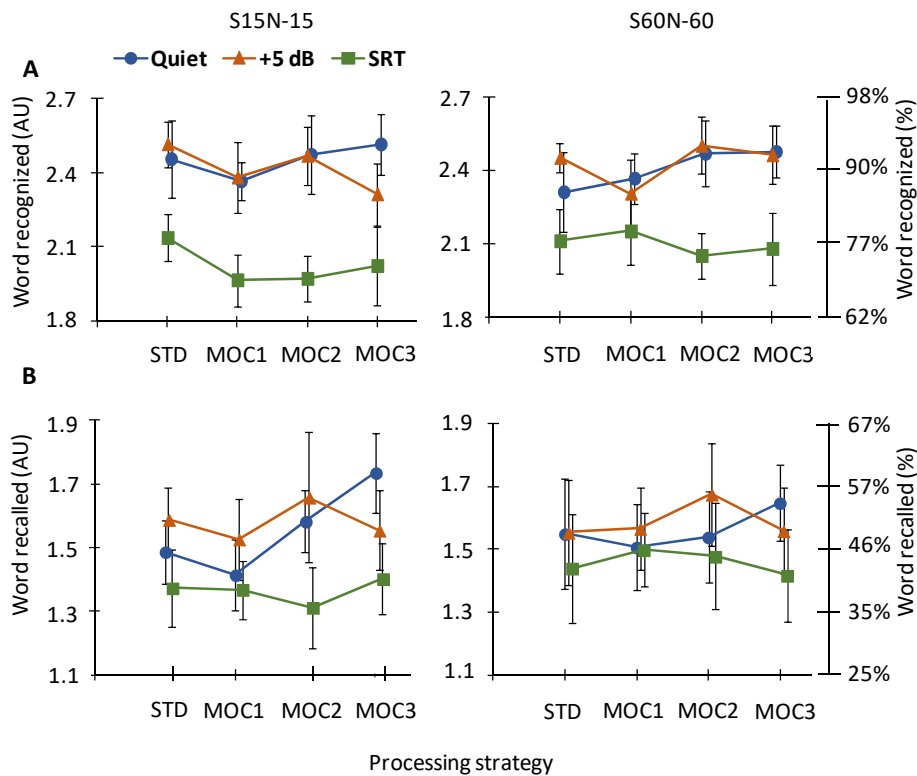 S15N-15
S60N-60
Quiet +5 dB SRT
A
Word recognized (AU)
2.7
2.4
2.1
1.8
STD MOC1 MOC2 MOC3
2.7
2.4
2.1
1.8
STD MOC1 MOC2 MOC3
98%
90%
77%
62%
Word recognized (%)
B
Word recalled (AU)
1.9
1.7
1.5
1.3
1.1
STD MOC1 MOC2 MOC3
1.9
1.7
1.5
1.3
1.1
STD MOC1 MOC2 MOC3
67%
57%
46%
35%
25%
Word recalled (%)
Processing strategy